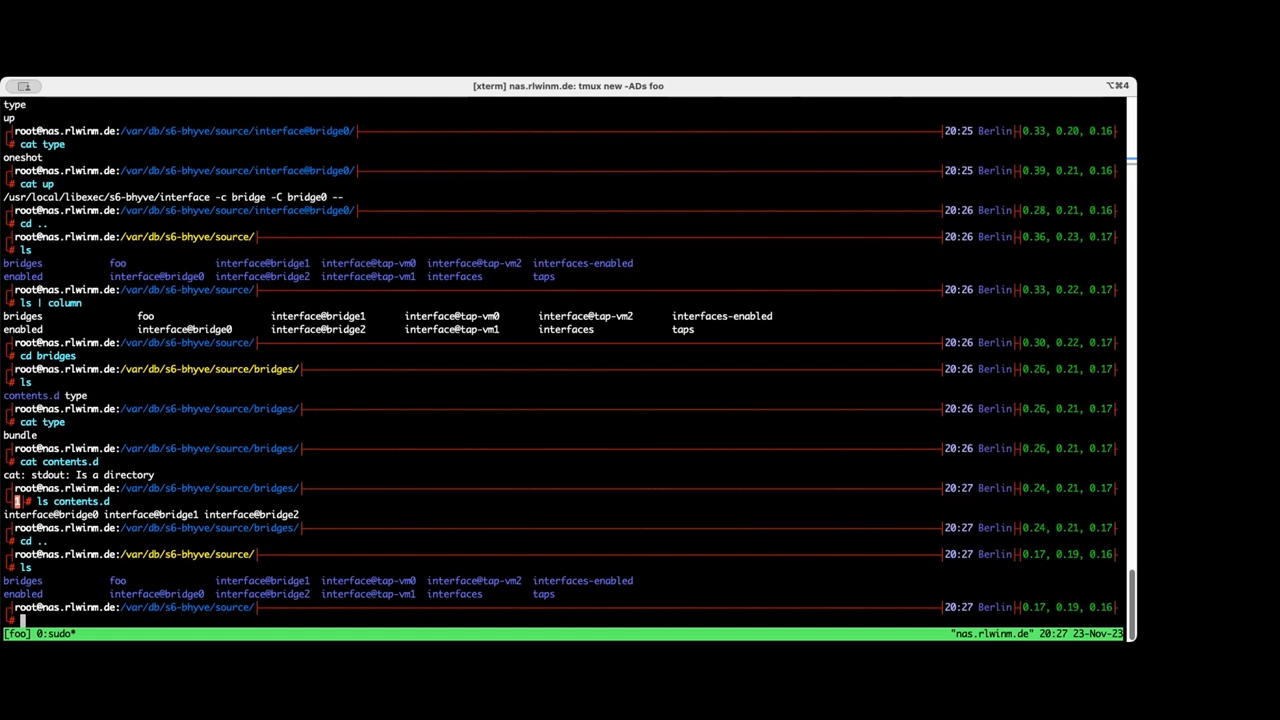 [xterm] nas.rlwinm.de: tmux new -ADs foo ⌥⌘4
type
up
root@nas.rlwinm.de:/var/db/s6-bhyve/source/interface@bridge0/ 20:25 Berlin 0.33, 0.20, 0.16
# cat type
oneshot
root@nas.rlwinm.de:/var/db/s6-bhyve/source/interface@bridge0/ 20:25 Berlin 0.39, 0.21, 0.16
# cat up
/usr/local/libexec/s6-bhyve/interface -c bridge -C bridge0 --
root@nas.rlwinm.de:/var/db/s6-bhyve/source/interface@bridge0/ 20:26 Berlin 0.28, 0.21, 0.16
# cd ..
root@nas.rlwinm.de:/var/db/s6-bhyve/source/ 20:26 Berlin 0.36, 0.23, 0.17
# ls
bridges foo interface@bridge1 interface@tap-vm0 interface@tap-vm2 interfaces-enabled
enabled interface@bridge0 interface@bridge2 interface@tap-vm1 interfaces taps
root@nas.rlwinm.de:/var/db/s6-bhyve/source/ 20:26 Berlin 0.33, 0.22, 0.17
# ls | column
bridges foo interface@bridge1 interface@tap-vm0 interface@tap-vm2 interfaces-enabled
enabled interface@bridge0 interface@bridge2 interface@tap-vm1 interfaces taps
root@nas.rlwinm.de:/var/db/s6-bhyve/source/ 20:26 Berlin 0.30, 0.22, 0.17
# cd bridges
root@nas.rlwinm.de:/var/db/s6-bhyve/source/bridges/ 20:26 Berlin 0.26, 0.21, 0.17
# ls
contents.d type
root@nas.rlwinm.de:/var/db/s6-bhyve/source/bridges/ 20:26 Berlin 0.26, 0.21, 0.17
# cat type
bundle
root@nas.rlwinm.de:/var/db/s6-bhyve/source/bridges/ 20:26 Berlin 0.26, 0.21, 0.17
# cat contents.d
cat: stdout: Is a directory
root@nas.rlwinm.de:/var/db/s6-bhyve/source/bridges/ 20:27 Berlin 0.24, 0.21, 0.17
1 # ls contents.d
interface@bridge0 interface@bridge1 interface@bridge2
root@nas.rlwinm.de:/var/db/s6-bhyve/source/bridges/ 20:27 Berlin 0.24, 0.21, 0.17
# cd ..
root@nas.rlwinm.de:/var/db/s6-bhyve/source/ 20:27 Berlin 0.17, 0.19, 0.16
# ls
bridges foo interface@bridge1 interface@tap-vm0 interface@tap-vm2 interfaces-enabled
enabled interface@bridge0 interface@bridge2 interface@tap-vm1 interfaces taps
root@nas.rlwinm.de:/var/db/s6-bhyve/source/ 20:27 Berlin 0.17, 0.19, 0.16
#
[foo] 0:sudo* "nas.rlwinm.de" 20:27 23-Nov-23